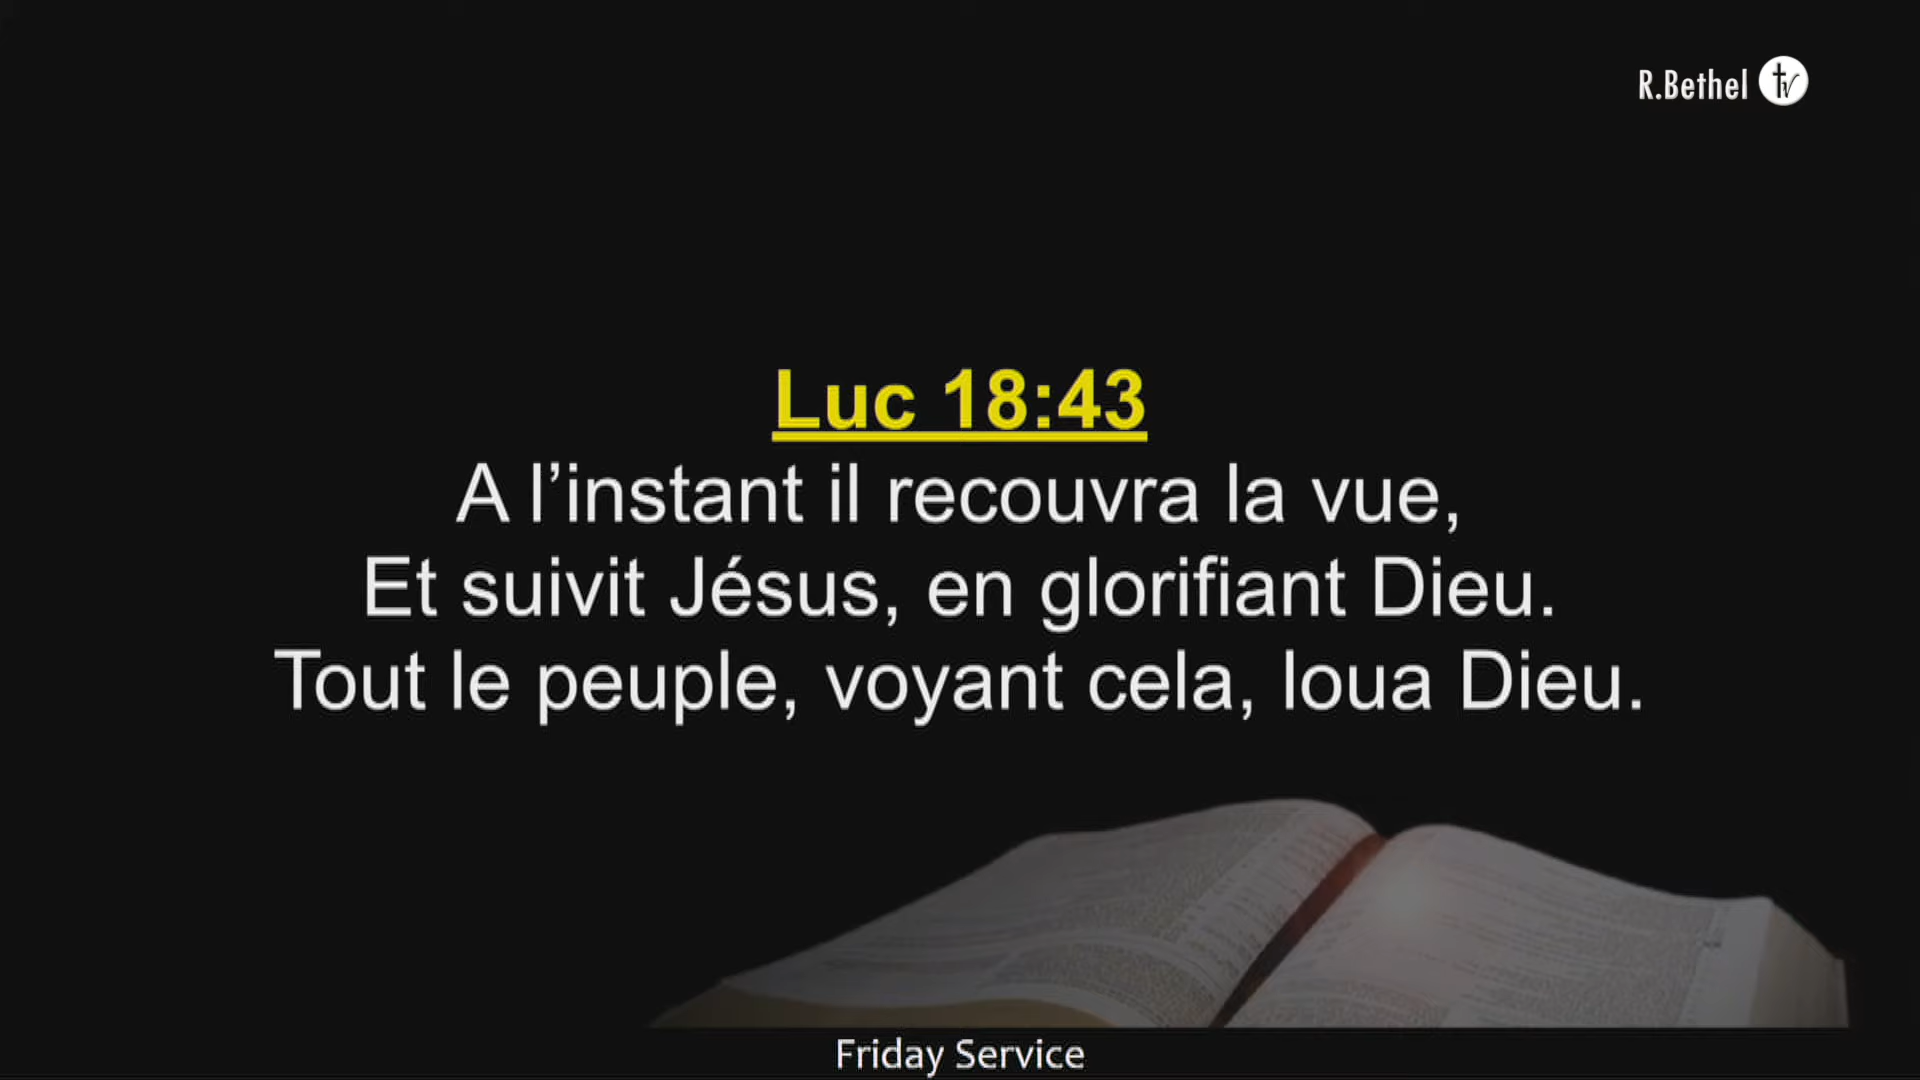 R.Bethel tv
Luc 18:43
A l’instant il recouvra la vue,
Et suivit Jésus, en glorifiant Dieu.
Tout le peuple, voyant cela, loua Dieu.
Friday Service